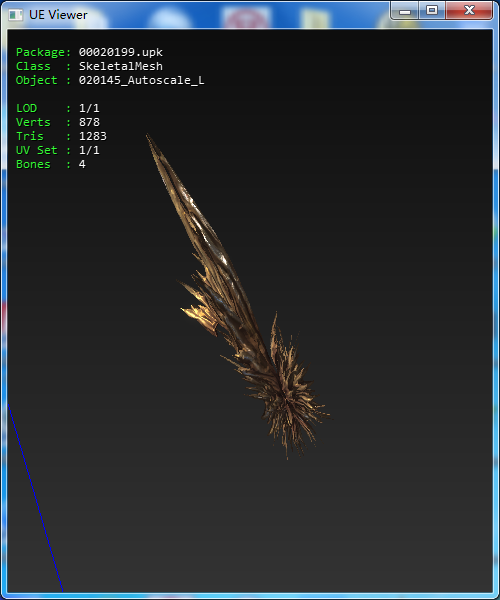 UE Viewer
Package: 00020199.upk
Class : SkeletalMesh
Object : 020145_Autoscale_L
LOD : 1/1
Verts : 878
Tris : 1283
UV Set : 1/1
Bones : 4